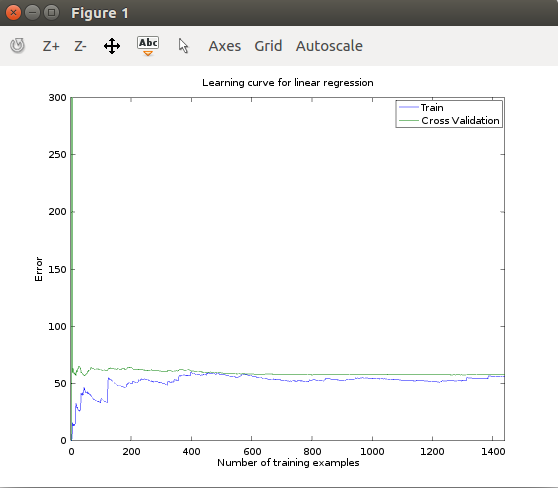 Figure 1
Z+ Z- Abc Axes Grid Autoscale
Learning curve for linear regression
Train
Cross Validation
300
250
200
150
100
50
0
Error
0 200 400 600 800 1000 1200 1400
Number of training examples